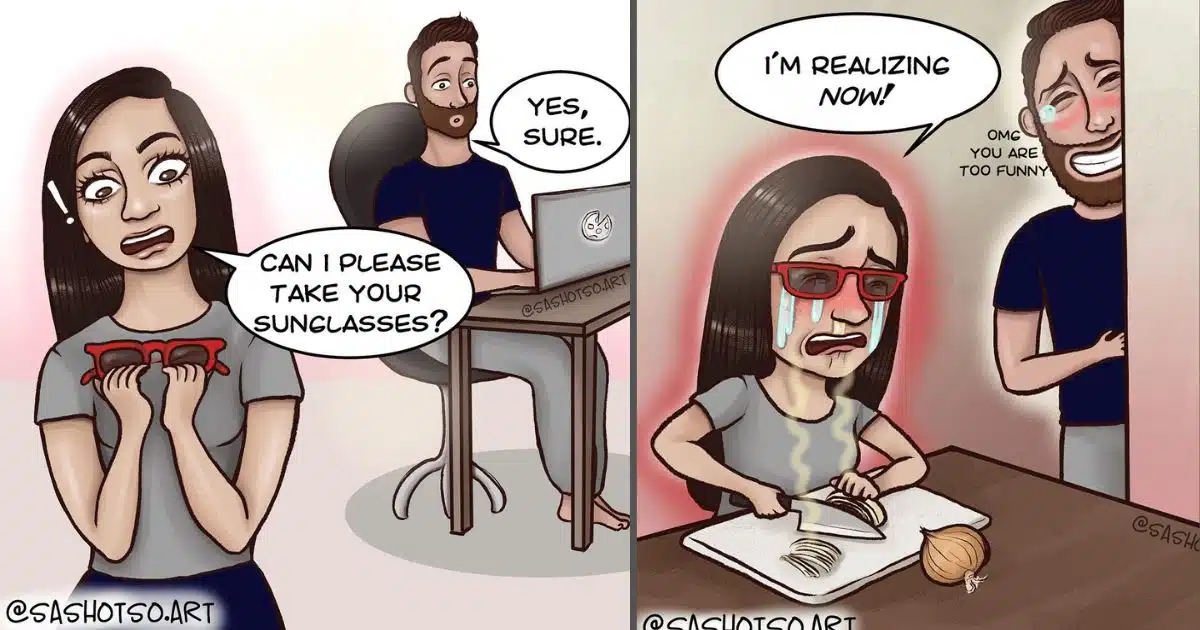 CAN I PLEASE
TAKE YOUR
SUNGLASSES?
YES,
SURE.
!
@SASHOTSO.ART
@SASHOTSO.ART
I'M REALIZING
NOW!
OMG
YOU ARE
TOO FUNNY
@SASHO
@SASHOTSO.ART